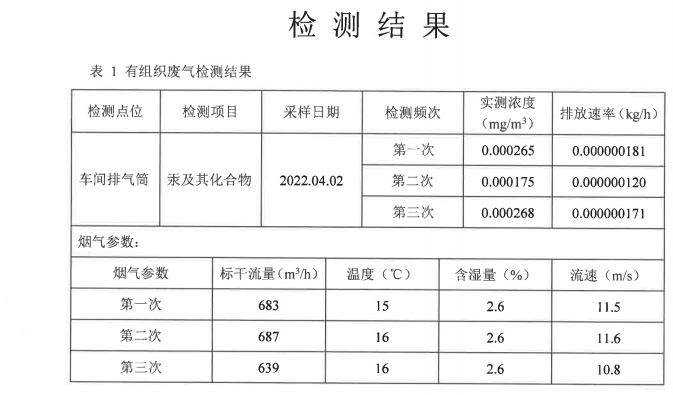 检测结果
表 1 有组织废气检测结果
检测点位 检测项目 采样日期 检测频次 实测浓度（mg/m³） 排放速率（kg/h）
车间排气筒 汞及其化合物 2022.04.02 第一次 0.000265 0.000000181
第二次 0.000175 0.000000120
第三次 0.000268 0.000000171
烟气参数：
烟气参数 标干流量（m³/h） 温度（℃） 含湿量（%） 流速（m/s）
第一次 683 15 2.6 11.5
第二次 687 16 2.6 11.6
第三次 639 16 2.6 10.8